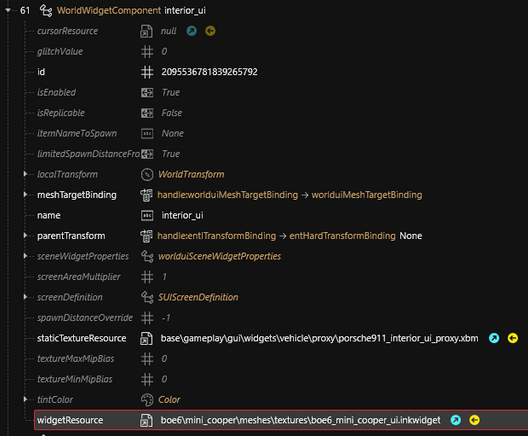 61 WorldWidgetComponent interior_ui
cursorResource null
glitchValue 0
id 2095536781839265792
isEnabled True
isReplicable False
itemNameToSpawn None
limitedSpawnDistanceFro True
localTransform WorldTransform
meshTargetBinding handle:worlduiMeshTargetBinding → worlduiMeshTargetBinding
name interior_ui
parentTransform handle:entITransformBinding → entHardTransformBinding None
sceneWidgetProperties worlduiSceneWidgetProperties
screenAreaMultiplier 1
screenDefinition SUIScreenDefinition
spawnDistanceOverride -1
staticTextureResource base\gameplay\gui\widgets\vehicle\proxy\porsche911_interior_ui_proxy.xbm
textureMaxMipBias 0
textureMinMipBias 0
tintColor Color
widgetResource boe6\mini_cooper\meshes\textures\boe6_mini_cooper_ui.inkwidget